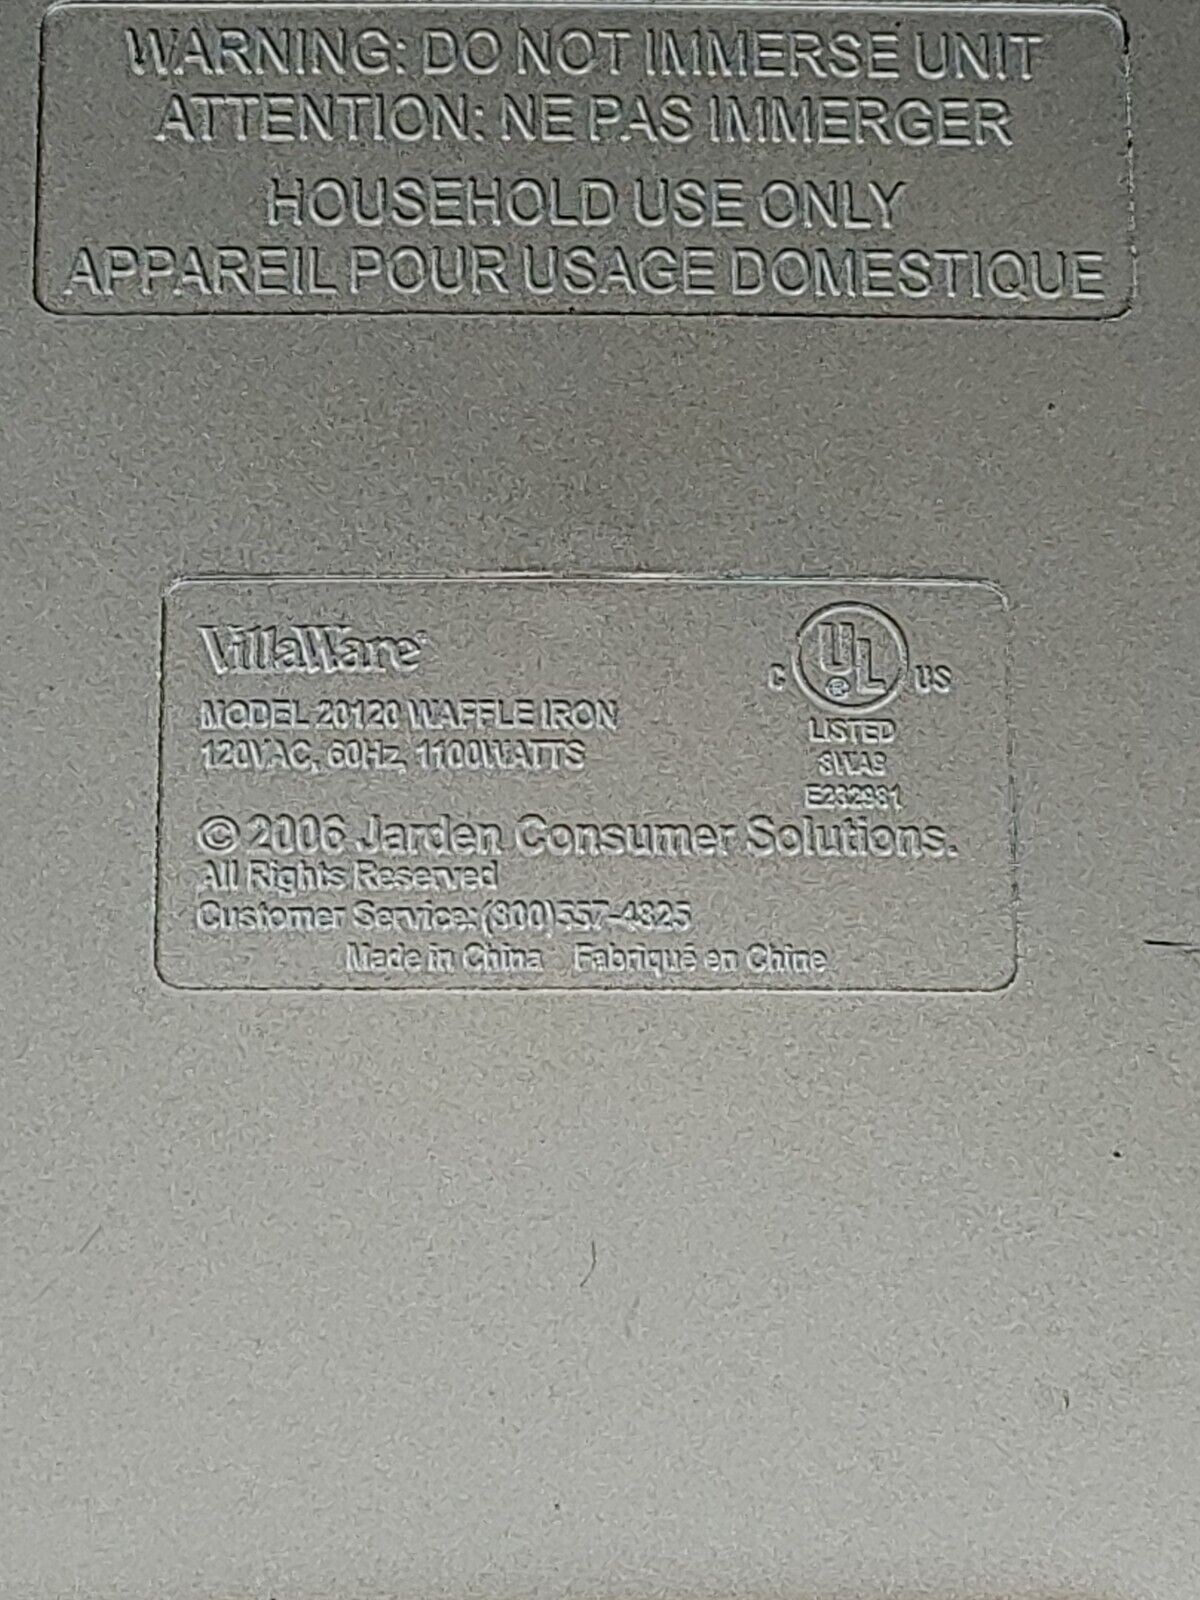 WARNING: DO NOT IMMERSE UNIT
ATTENTION: NE PAS IMMERGER
HOUSEHOLD USE ONLY
APPAREIL POUR USAGE DOMESTIQUE
VillaWare®
MODEL 20120 WAFFLE IRON
120VAC, 60Hz, 1100WATTS
C UL® US
LISTED
E232981
© 2006 Jarden Consumer Solutions.
All Rights Reserved
Customer Service: (800)557-4825
Made in China Fabriqué en Chine